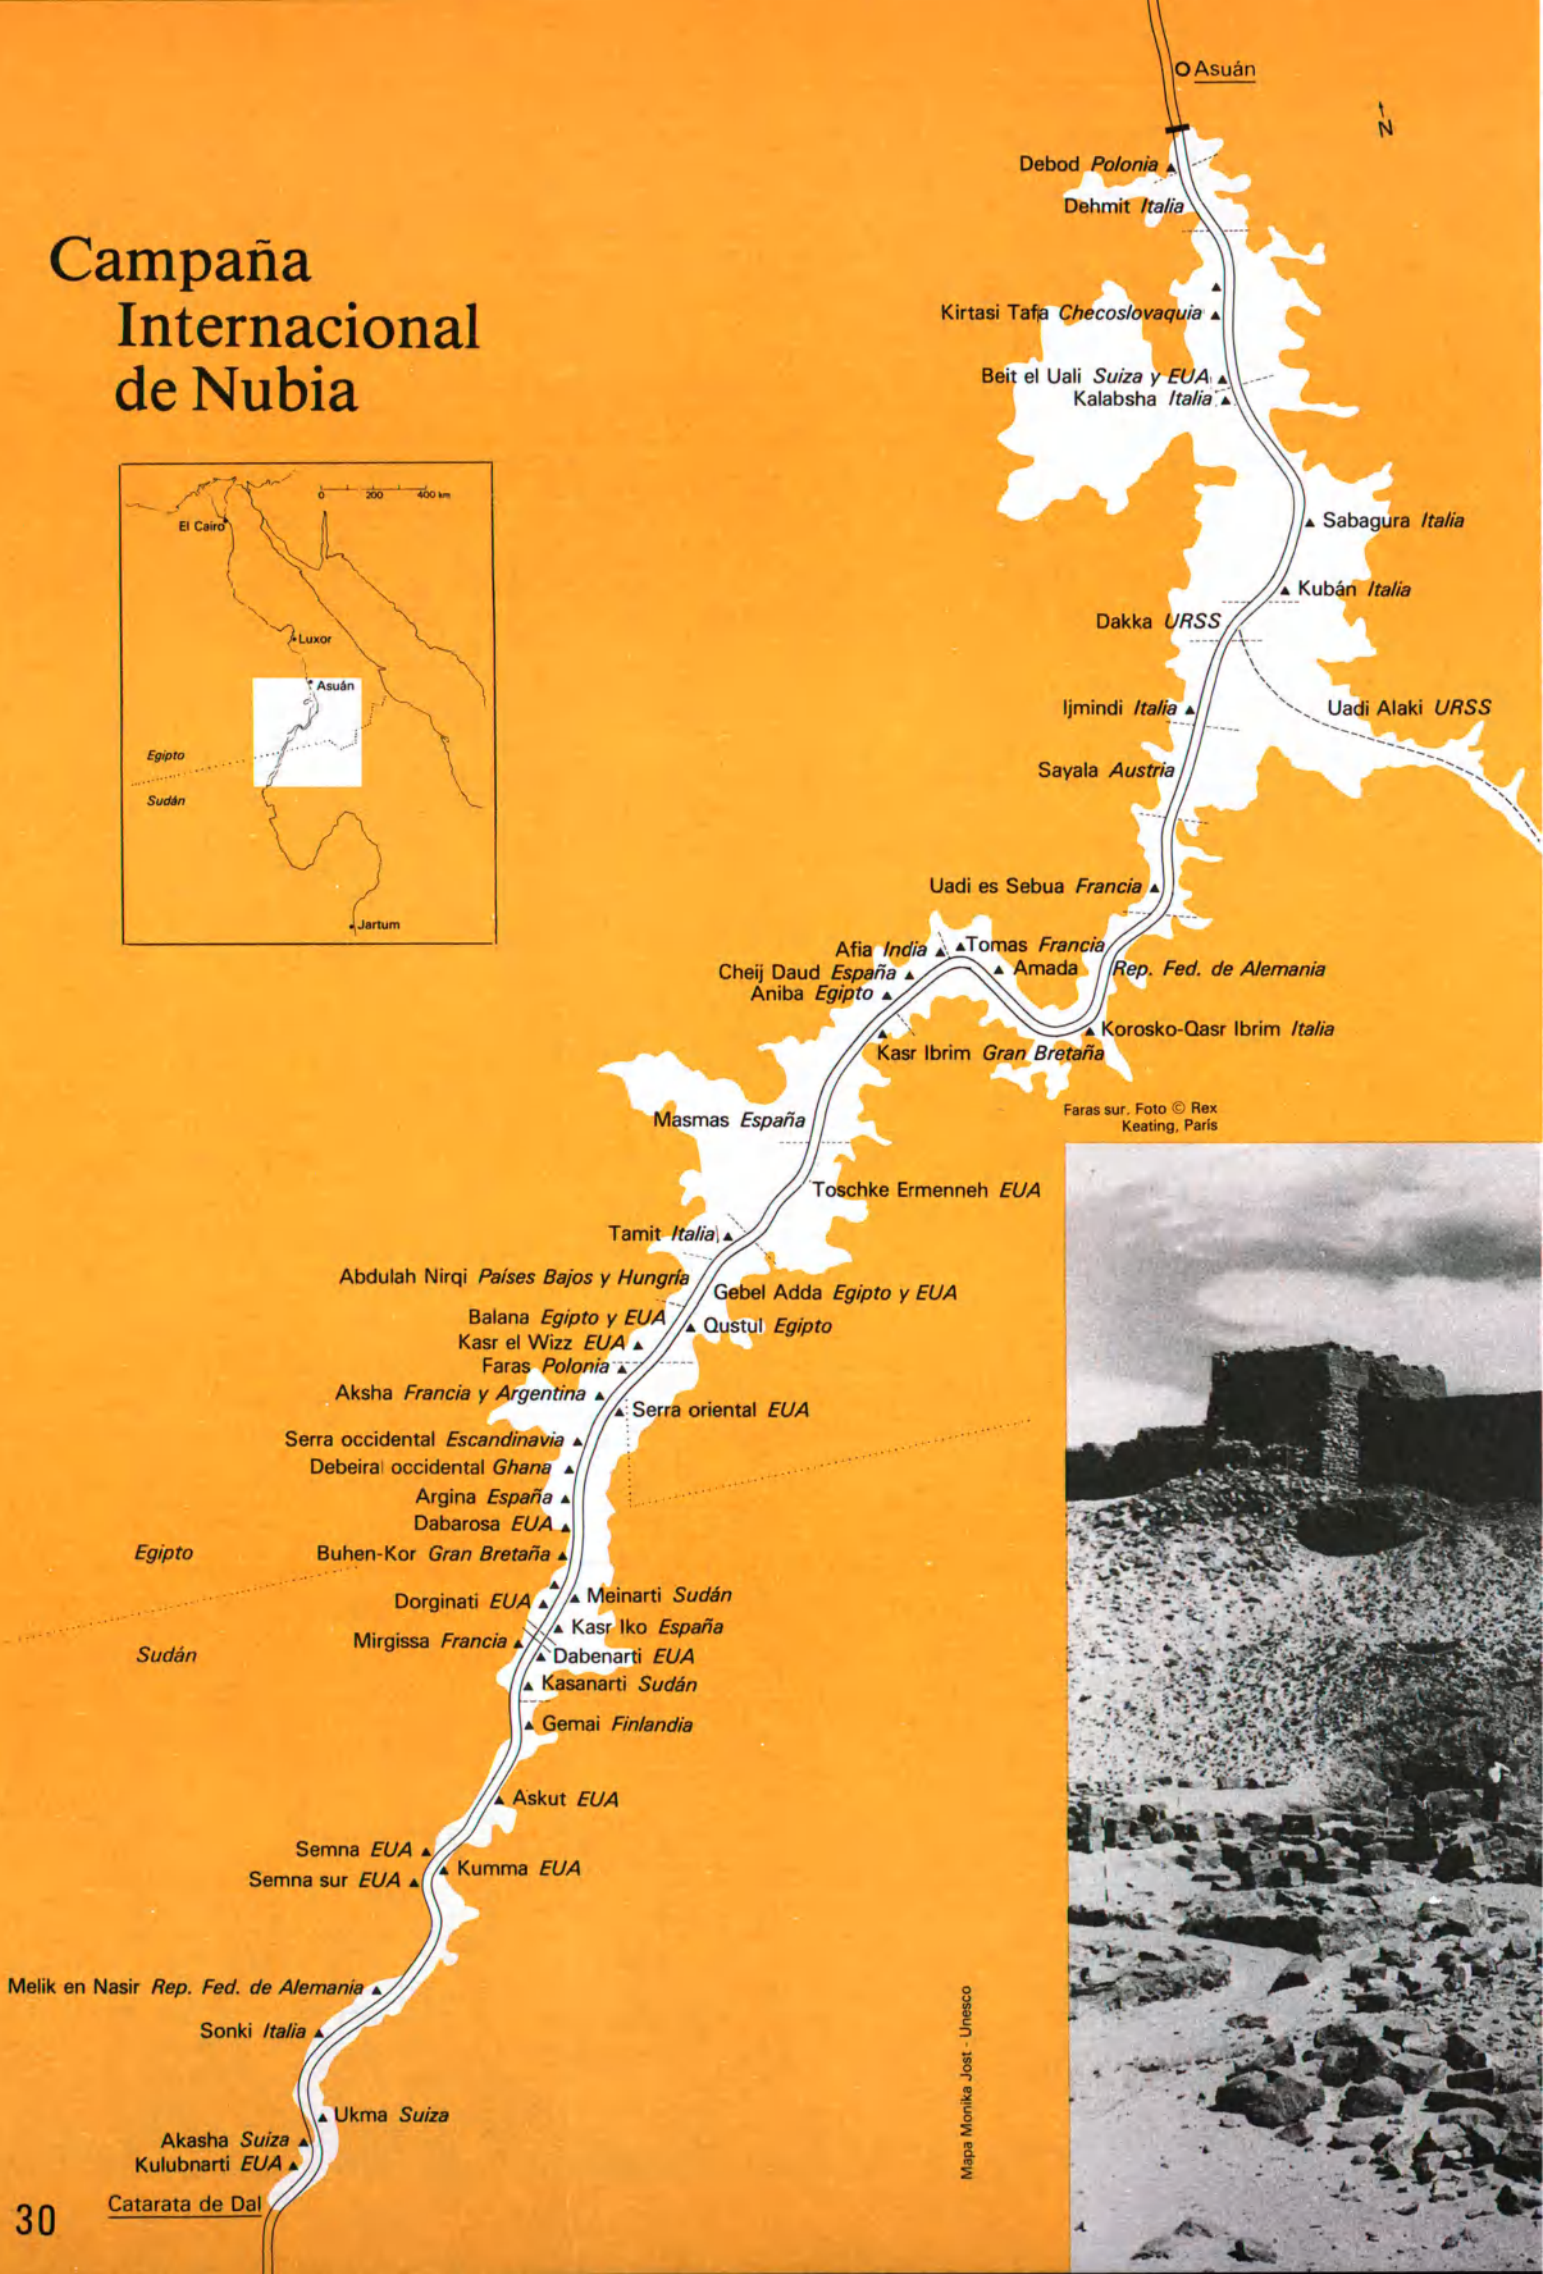 Campaña
Internacional
de Nubia
0 200 400 km
El Cairo
Luxor
Asuán
Egipto
Sudán
Jartum
Asuán
N
Debod Polonia
Dehmit Italia
Kirtasi Tafa Checoslovaquia
Beit el Uali Suiza y EUA
Kalabsha Italia
Sabagura Italia
Kubán Italia
Dakka URSS
Ijmindi Italia
Uadi Alaki URSS
Sayala Austria
Uadi es Sebua Francia
Afia India
Tomas Francia
Cheij Daud España
Amada Rep. Fed. de Alemania
Aniba Egipto
Korosko-Qasr Ibrim Italia
Kasr Ibrim Gran Bretaña
Masmas España
Faras sur. Foto © Rex
Keating, París
Toschke Ermenneh EUA
Tamit Italia
Abdulah Nirqi Países Bajos y Hungría
Gebel Adda Egipto y EUA
Balana Egipto y EUA
Qustul Egipto
Kasr el Wizz EUA
Faras Polonia
Aksha Francia y Argentina
Serra oriental EUA
Serra occidental Escandinavia
Debeira occidental Ghana
Argina España
Dabarosa EUA
Egipto
Buhen-Kor Gran Bretaña
Dorginati EUA
Meinarti Sudán
Kasr Iko España
Mirgissa Francia
Sudán
Dabenarti EUA
Kasanarti Sudán
Gemai Finlandia
Askut EUA
Semna EUA
Kumma EUA
Semna sur EUA
Melik en Nasir Rep. Fed. de Alemania
Sonki Italia
Ukma Suiza
Akasha Suiza
Kulubnarti EUA
Catarata de Dal
Mapa Monika Jost - Unesco
30